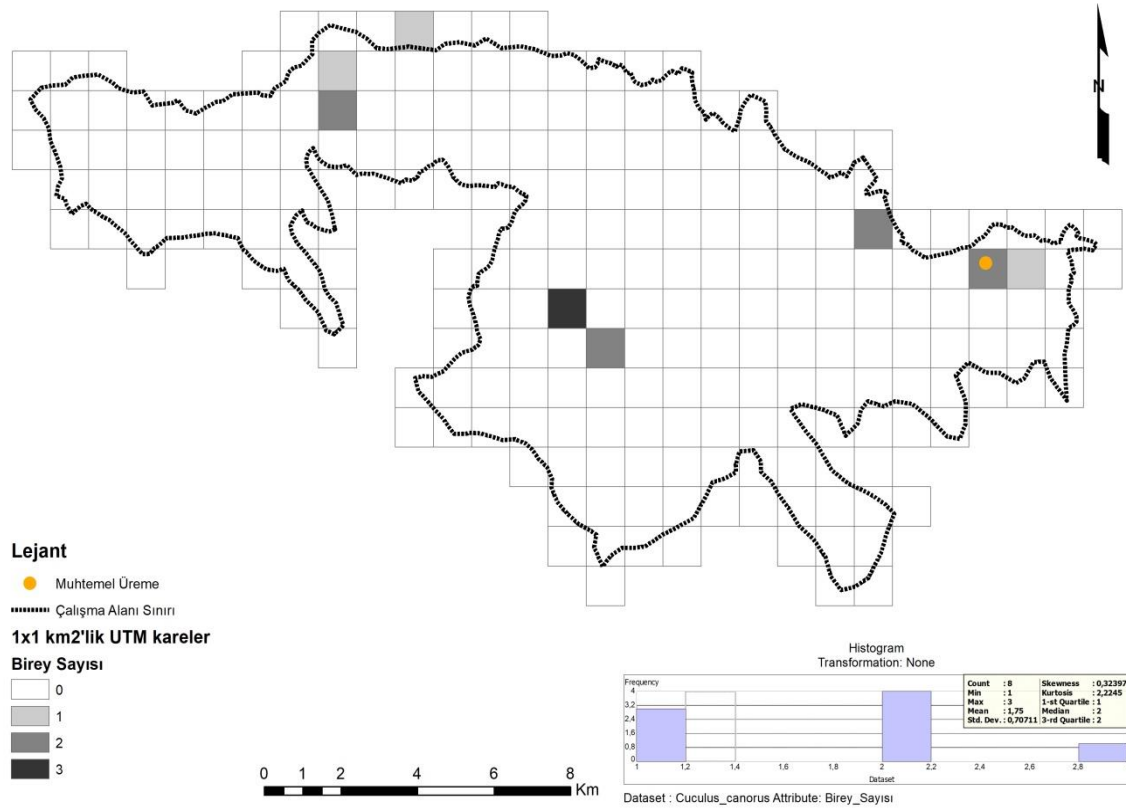 N
Lejant
Muhtemel Üreme
Çalışma Alanı Sınırı
1x1 km2'lik UTM kareler
Birey Sayısı
0
1
2
3
0 1 2 4 6 8
Km
Histogram
Transformation: None
Frequency
4
3,2
2,4
1,6
0,8
0
1 1,2 1,4 1,6 1,8 2 2,2 2,4 2,6 2,8
Dataset
Count : 8 Skewness : 0,32397
Min : 1 Kurtosis : 2,2245
Max : 3 1-st Quartile : 1
Mean : 1,75 Median : 2
Std. Dev. : 0,70711 3-rd Quartile : 2
Dataset : Cuculus_canorus Attribute: Birey_Sayısı